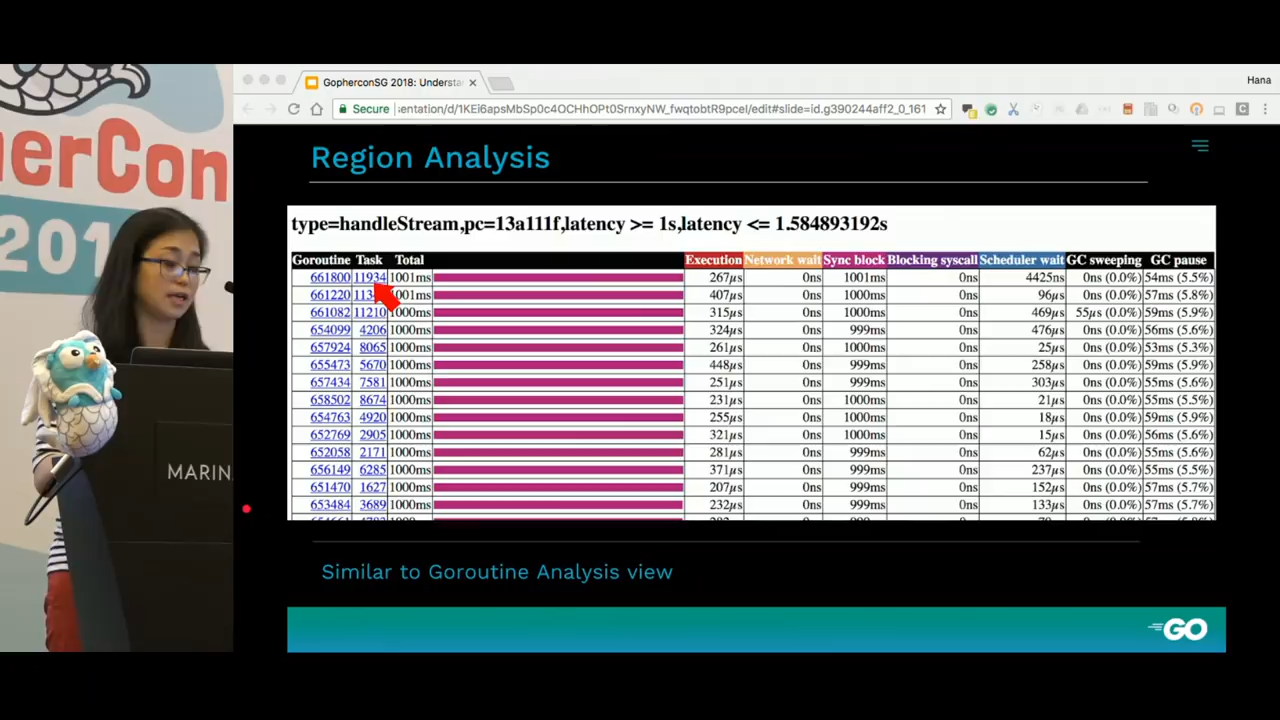 GopherconSG 2018: Understa
Hana
Secure
:entation/d/1KEi6apsMbSp0c4OCHhOPt0SrnxyNW_fwqtobtR9pceI/edit#slide=id.g390244aff2_0_161
erCon
201
MARIN
Region Analysis
type=handleStream,pc=13a111f,latency >= 1s,latency <= 1.584893192s
Goroutine Task Total Execution Network wait Sync block Blocking syscall Scheduler wait GC sweeping GC pause
661800 11934 1001ms 267µs 0ns 1001ms 0ns 4425ns 0ns (0.0%) 54ms (5.5%)
661220 1001ms 407µs 0ns 1000ms 0ns 96µs 0ns (0.0%) 57ms (5.8%)
661082 11210 1000ms 315µs 0ns 1000ms 0ns 469µs 55µs (0.0%) 59ms (5.9%)
654099 4206 1000ms 324µs 0ns 999ms 0ns 476µs 0ns (0.0%) 56ms (5.6%)
657924 8065 1000ms 261µs 0ns 1000ms 0ns 25µs 0ns (0.0%) 53ms (5.3%)
655473 5670 1000ms 448µs 0ns 999ms 0ns 258µs 0ns (0.0%) 59ms (5.9%)
657434 7581 1000ms 251µs 0ns 999ms 0ns 303µs 0ns (0.0%) 55ms (5.6%)
658502 8674 1000ms 231µs 0ns 1000ms 0ns 21µs 0ns (0.0%) 55ms (5.5%)
654763 4920 1000ms 255µs 0ns 1000ms 0ns 18µs 0ns (0.0%) 59ms (5.9%)
652769 2905 1000ms 321µs 0ns 1000ms 0ns 15µs 0ns (0.0%) 56ms (5.6%)
652058 2171 1000ms 281µs 0ns 999ms 0ns 62µs 0ns (0.0%) 55ms (5.6%)
656149 6285 1000ms 371µs 0ns 999ms 0ns 237µs 0ns (0.0%) 55ms (5.5%)
651470 1627 1000ms 207µs 0ns 999ms 0ns 152µs 0ns (0.0%) 57ms (5.7%)
653484 3689 1000ms 232µs 0ns 999ms 0ns 133µs 0ns (0.0%) 57ms (5.7%)
Similar to Goroutine Analysis view
GO